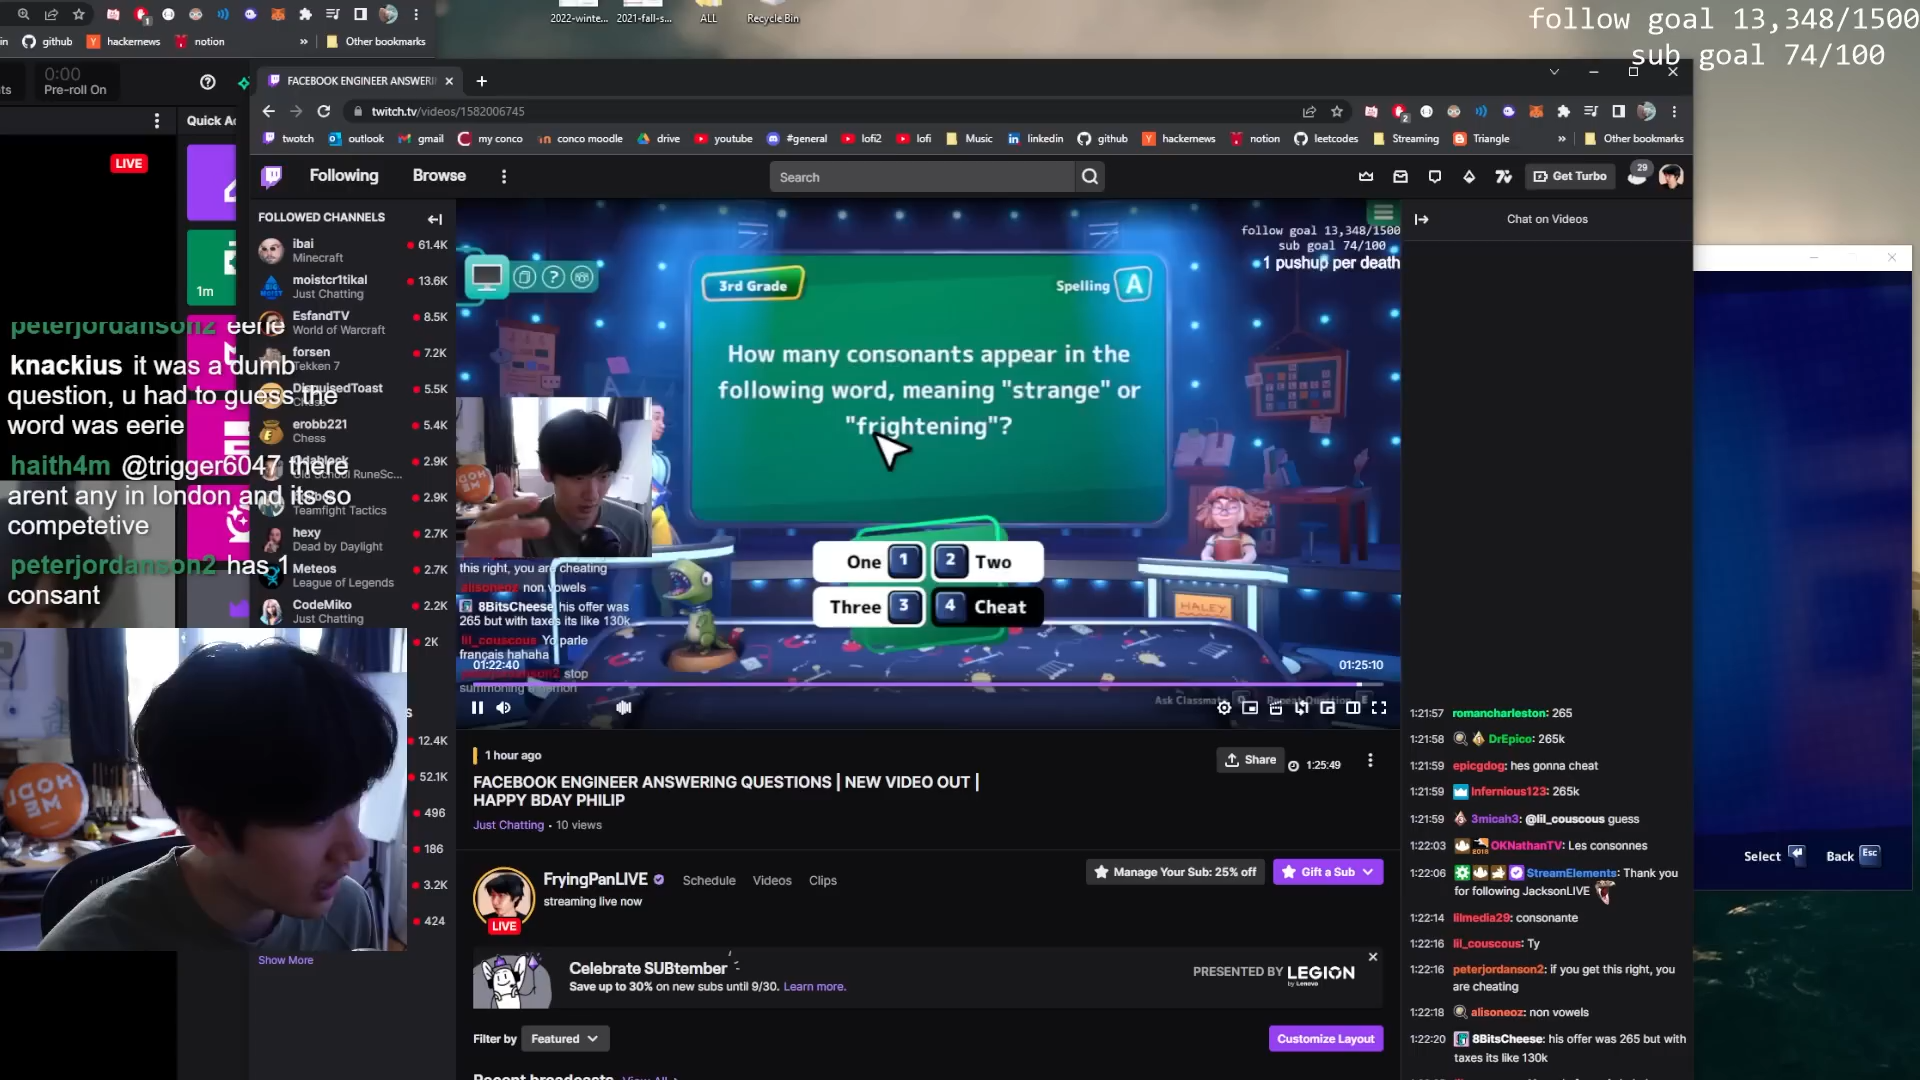 in
github
hackernews
notion
»
Other bookmarks
2022-winte...
2021-fall-s...
ALL
Recycle Bin
follow goal 13,348/1500
sub goal 74/100
0:00
Pre-roll On
LIVE
1m
peterjordanson2 eerie
knackius it was a dumb
question, u had to guess the
word was eerie
haith4m @trigger6047 there
arent any in london and its so
competetive
peterjordanson2 has 1
consant
twitch.tv/videos/1582006745
twotch
outlook
gmail
my conco
conco moodle
drive
youtube
#general
lofi2
lofi
Music
linkedin
github
hackernews
notion
leetcodes
Streaming
Triangle
»
Other bookmarks
Following
Browse
Search
Get Turbo
29
FOLLOWED CHANNELS
ibai
Minecraft
61.4K
moistcr1tikal
Just Chatting
13.6K
EsfandTV
World of Warcraft
8.5K
forsen
Tekken 7
7.2K
DisguisedToast
5.5K
erobb221
Chess
5.4K
2.9K
2.9K
Teamfight Tactics
hexy
Dead by Daylight
2.7K
Meteos
League of Legends
2.7K
CodeMiko
Just Chatting
2.2K
2K
12.4K
52.1K
496
186
3.2K
424
Show More
follow goal 13,348/1500
sub goal 74/100
1 pushup per death
3rd Grade
Spelling
A
How many consonants appear in the
following word, meaning "strange" or
"frightening"?
One 1
2 Two
Three 3
4 Cheat
HALEY
this right, you are cheating
alisoneoz non vowels
8BitsCheese his offer was
265 but with taxes its like 130k
lil_couscous Yo parle
français hahaha
stop
01:22:40
01:25:10
1 hour ago
Share
1:25:49
FACEBOOK ENGINEER ANSWERING QUESTIONS | NEW VIDEO OUT |
HAPPY BDAY PHILIP
Just Chatting • 10 views
FryingPanLIVE
streaming live now
LIVE
Schedule
Videos
Clips
Manage Your Sub: 25% off
Gift a Sub
Celebrate SUBtember
Save up to 30% on new subs until 9/30. Learn more.
PRESENTED BY LEGION
by Lenovo
Filter by
Featured
Customize Layout
Recent broadcasts
Chat on Videos
1:21:57 romancharleston: 265
1:21:58 DrEpico: 265k
1:21:59 epicgdog: hes gonna cheat
1:21:59 Infernious123: 265k
1:21:59 3micah3: @lil_couscous guess
1:22:03 OKNathanTV: Les consonnes
1:22:06 StreamElements: Thank you
for following JacksonLIVE
1:22:14 lilmedia29: consonante
1:22:16 lil_couscous: Ty
1:22:16 peterjordanson2: if you get this right, you
are cheating
1:22:18 alisoneoz: non vowels
1:22:20 8BitsCheese: his offer was 265 but with
taxes its like 130k
Select
Back Esc